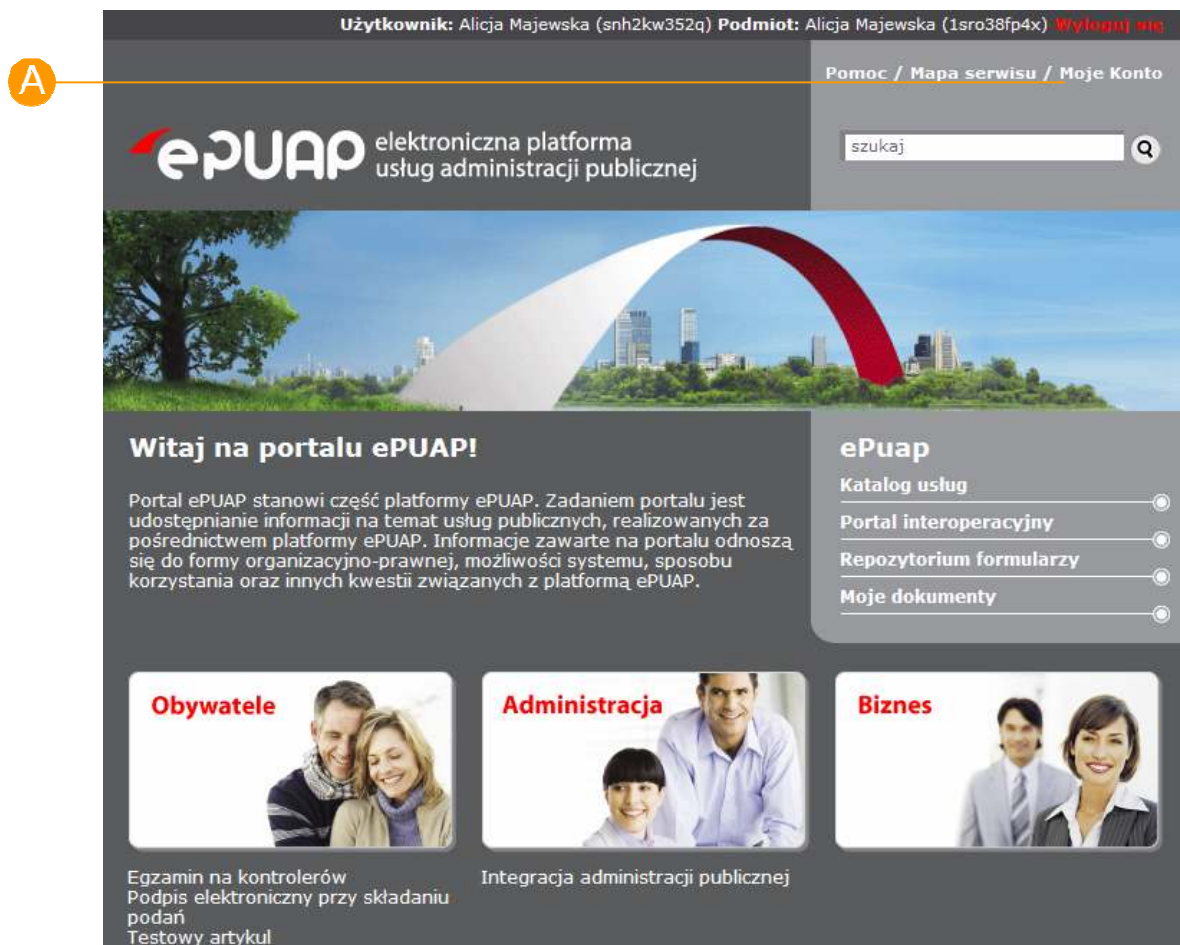 Użytkownik: Alicja Majewska (snh2kw352q) Podmiot: Alicja Majewska (1sro38fp4x) Wyloguj się
A
Pomoc / Mapa serwisu / Moje Konto
ePUAP elektroniczna platforma
usług administracji publicznej
szukaj
Witaj na portalu ePUAP!
Portal ePUAP stanowi część platformy ePUAP. Zadaniem portalu jest
udostępnianie informacji na temat usług publicznych, realizowanych za
pośrednictwem platformy ePUAP. Informacje zawarte na portalu odnoszą
się do formy organizacyjno-prawnej, możliwości systemu, sposobu
korzystania oraz innych kwestii związanych z platformą ePUAP.
ePuap
Katalog usług
Portal interoperacyjny
Repozytorium formularzy
Moje dokumenty
Obywatele
Administracja
Biznes
Egzamin na kontrolerów
Podpis elektroniczny przy składaniu
podań
Testowy artykul
Integracja administracji publicznej